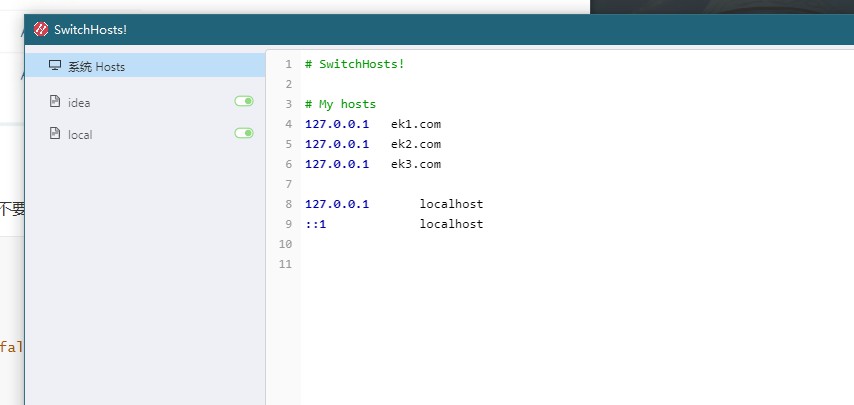 SwitchHosts!
系统 Hosts
idea
local
1 # SwitchHosts!
2
3 # My hosts
4 127.0.0.1 ek1.com
5 127.0.0.1 ek2.com
6 127.0.0.1 ek3.com
7
8 127.0.0.1 localhost
9 ::1 localhost
10
11
不要
fal